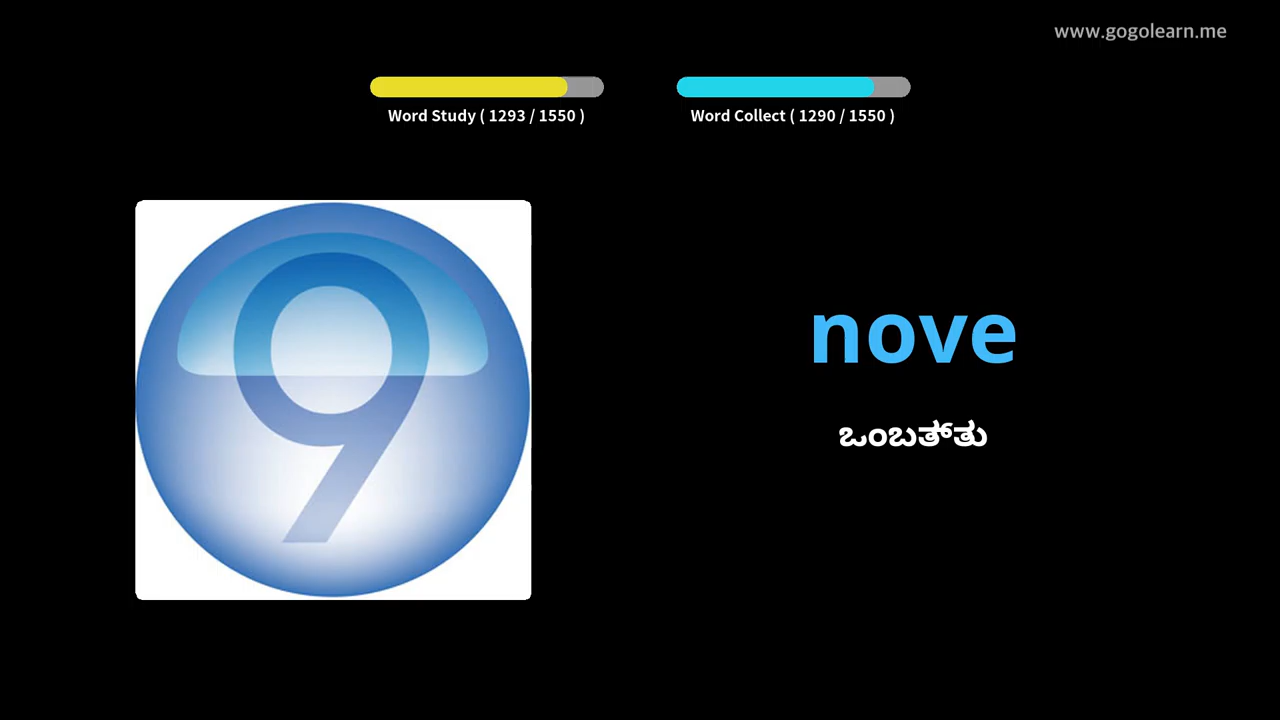 www.gogolearn.me
Word Study ( 1293 / 1550 )
Word Collect ( 1290 / 1550 )
9
nove
ಒಂಬತ್ತು